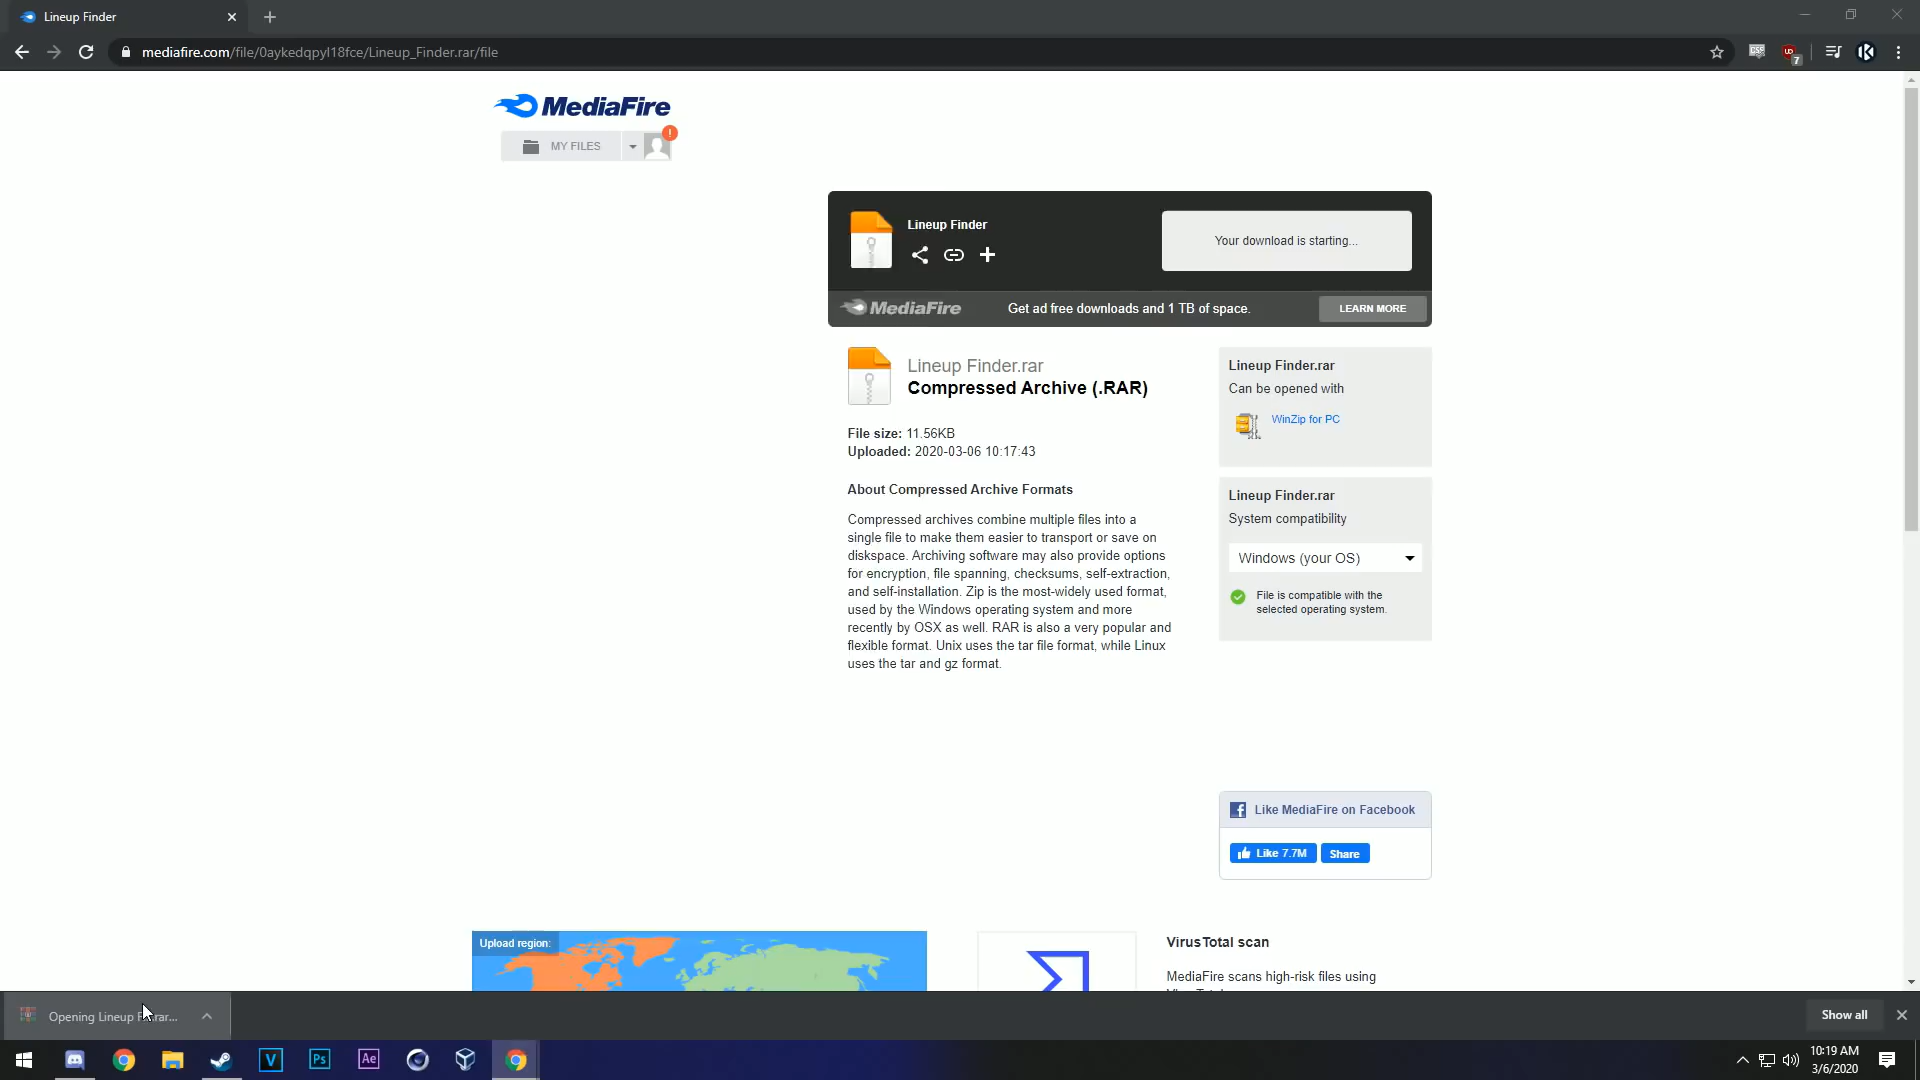 Lineup Finder
mediafire.com/file/0aykedqpyl18fce/Lineup_Finder.rar/file
7
MediaFire
MY FILES
!
Lineup Finder
Your download is starting...
MediaFire
Get ad free downloads and 1 TB of space.
LEARN MORE
Lineup Finder.rar
Compressed Archive (.RAR)
File size: 11.56KB
Uploaded: 2020-03-06 10:17:43
About Compressed Archive Formats
Compressed archives combine multiple files into a
single file to make them easier to transport or save on
diskspace. Archiving software may also provide options
for encryption, file spanning, checksums, self-extraction,
and self-installation. Zip is the most-widely used format,
used by the Windows operating system and more
recently by OSX as well. RAR is also a very popular and
flexible format. Unix uses the tar file format, while Linux
uses the tar and gz format.
Lineup Finder.rar
Can be opened with
WinZip for PC
Lineup Finder.rar
System compatibility
Windows (your OS)
File is compatible with the
selected operating system.
Like MediaFire on Facebook
Like 7.7M
Share
Upload region:
VirusTotal scan
MediaFire scans high-risk files using
Opening Lineup
Show all
V
Ps
Ae
10:19 AM
3/6/2020